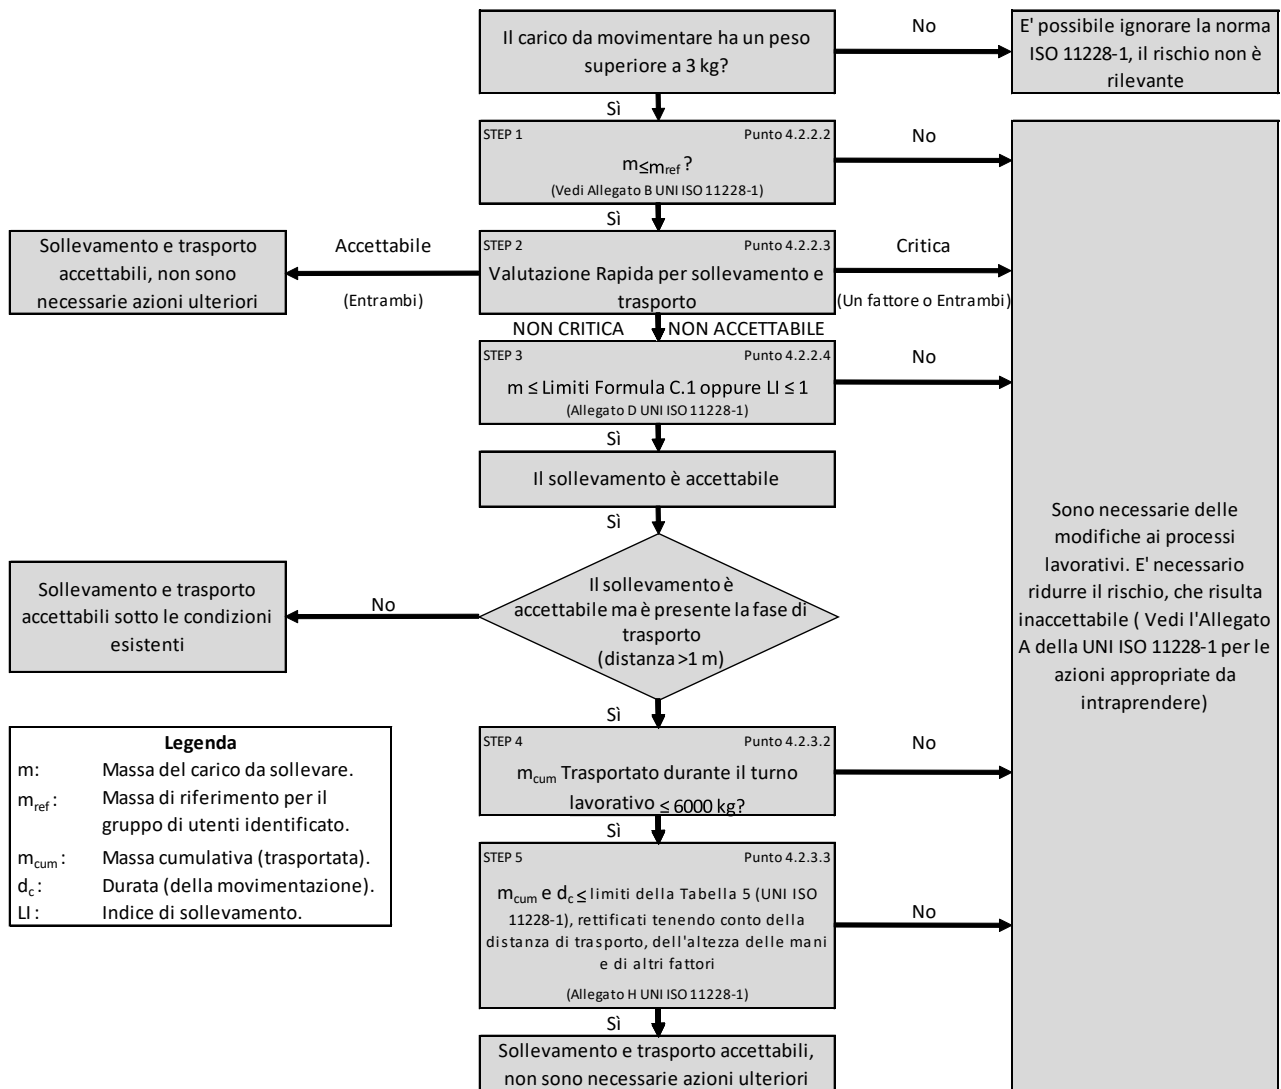 Il carico da movimentare ha un peso
superiore a 3 kg?
No
E' possibile ignorare la norma
ISO 11228-1, il rischio non è
rilevante
Sì
STEP 1 Punto 4.2.2.2
m≤mref ?
(Vedi Allegato B UNI ISO 11228-1)
No
Sì
Sollevamento e trasporto
accettabili, non sono
necessarie azioni ulteriori
Accettabile
(Entrambi)
STEP 2 Punto 4.2.2.3
Valutazione Rapida per sollevamento e
trasporto
Critica
(Un fattore o Entrambi)
NON CRITICA NON ACCETTABILE
STEP 3 Punto 4.2.2.4
m ≤ Limiti Formula C.1 oppure LI ≤ 1
(Allegato D UNI ISO 11228-1)
No
Sì
Il sollevamento è accettabile
Sì
Il sollevamento è
accettabile ma è presente la fase di
trasporto
(distanza >1 m)
No
Sollevamento e trasporto
accettabili sotto le condizioni
esistenti
Sono necessarie delle
modifiche ai processi
lavorativi. E' necessario
ridurre il rischio, che risulta
inaccettabile ( Vedi l'Allegato
A della UNI ISO 11228-1 per le
azioni appropriate da
intraprendere)
Sì
STEP 4 Punto 4.2.3.2
mcum Trasportato durante il turno
lavorativo ≤ 6000 kg?
No
Sì
STEP 5 Punto 4.2.3.3
mcum e dc ≤ limiti della Tabella 5 (UNI ISO
11228-1), rettificati tenendo conto della
distanza di trasporto, dell'altezza delle mani
e di altri fattori
(Allegato H UNI ISO 11228-1)
No
Sì
Sollevamento e trasporto accettabili,
non sono necessarie azioni ulteriori
Legenda
m: Massa del carico da sollevare.
mref : Massa di riferimento per il
gruppo di utenti identificato.
mcum : Massa cumulativa (trasportata).
dc : Durata (della movimentazione).
LI : Indice di sollevamento.